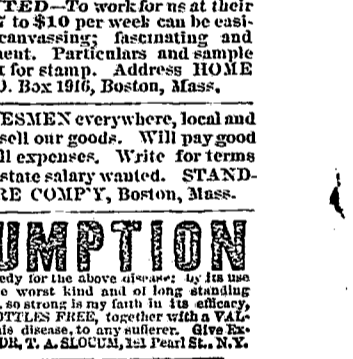 TED—To work for us at their
7 to $10 per week can be easi-
canvassing; fascinating and
ment. Particulars and sample
t for stamp. Address HOME
O. Box 1916, Boston, Mass.
ESMEN everywhere, local and
sell our goods. Will pay good
ll expenses. Write for terms
state salary wanted. STAND-
RE COMP'Y, Boston, Mass.
UMPTION
edy for the above disease; by its use
e worst kind and of long standing
so strong is my faith in its efficacy,
OTTLES FREE, together with a VAL-
is disease, to any sufferer. Give Ex-
DR, T. A. SLOCUM, 181 Pearl St., N.Y.